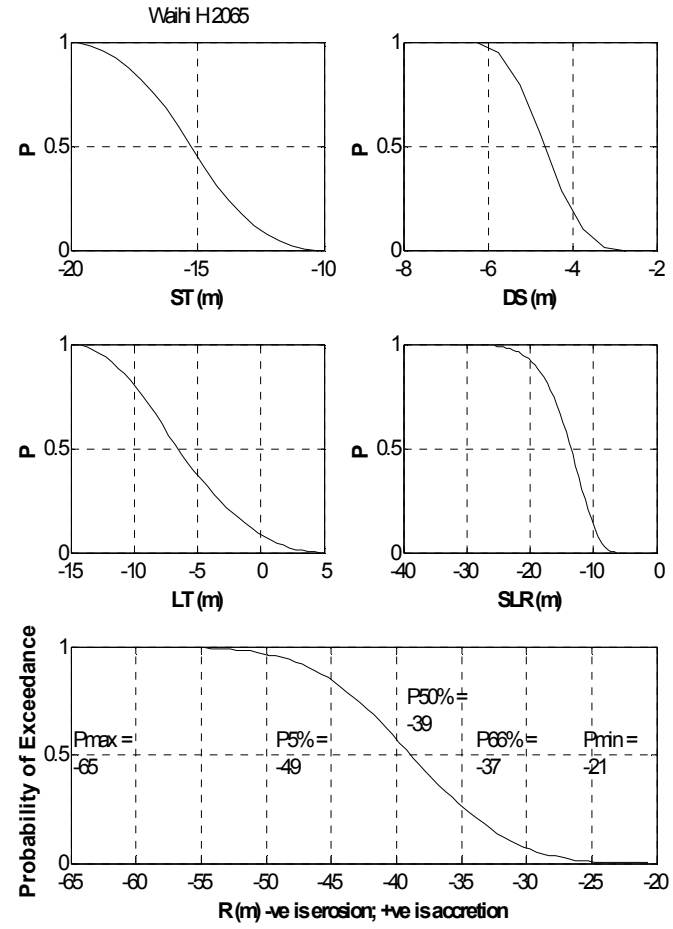 Waihi H 2065
1
0.5
0
P
-20 -15 -10
ST (m)
1
0.5
0
P
-8 -6 -4 -2
DS (m)
1
0.5
0
P
-15 -10 -5 0 5
LT (m)
1
0.5
0
P
-40 -30 -20 -10 0
SLR (m)
Probability of Exceedance
1
0.5
0
Pmax =
-65
P5% =
-49
P50% =
-39
P66% =
-37
Pmin =
-21
-65 -60 -55 -50 -45 -40 -35 -30 -25 -20
R (m) -ve is erosion; +ve is accretion